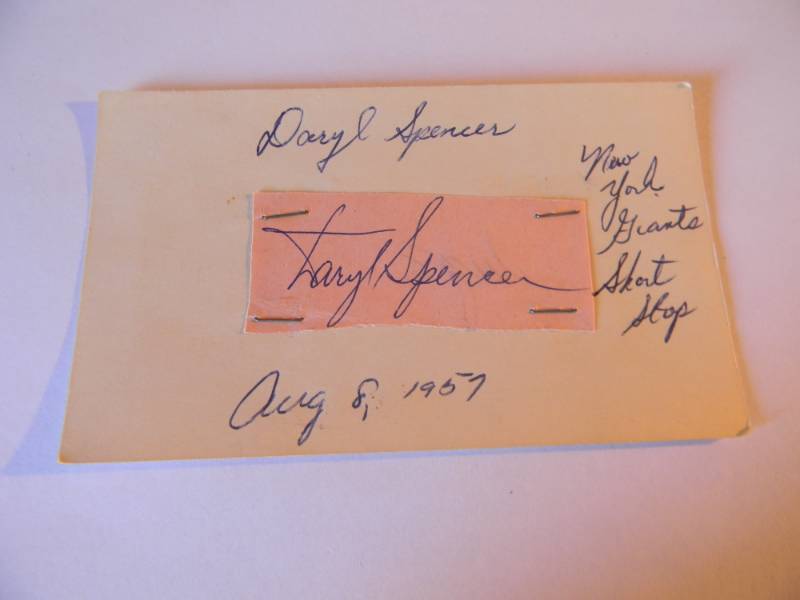 Daryl Spencer
Daryl Spencer
New
York
Giants
Short
Stop
Aug 8, 1957